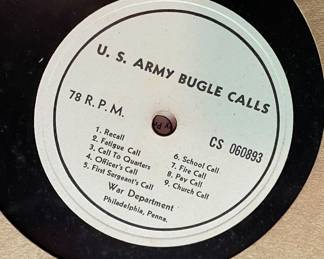 U. S. ARMY BUGLE CALLS
78 R. P. M.
CS 060893
1. Recall
2. Fatigue Call
3. Call To Quarters
4. Officer's Call
5. First Sergeant's Call
6. School Call
7. Fire Call
8. Pay Call
9. Church Call
War Department
Philadelphia, Penna.